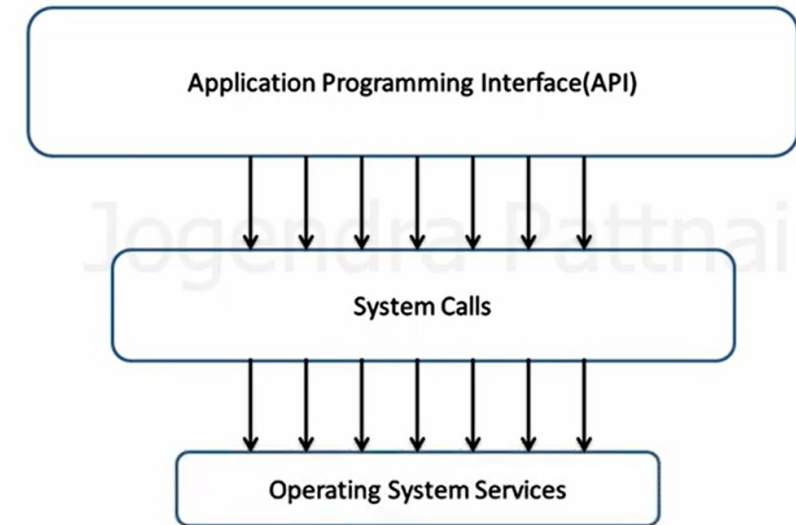 Application Programming Interface(API)
Jogendra Pattnai
System Calls
Operating System Services